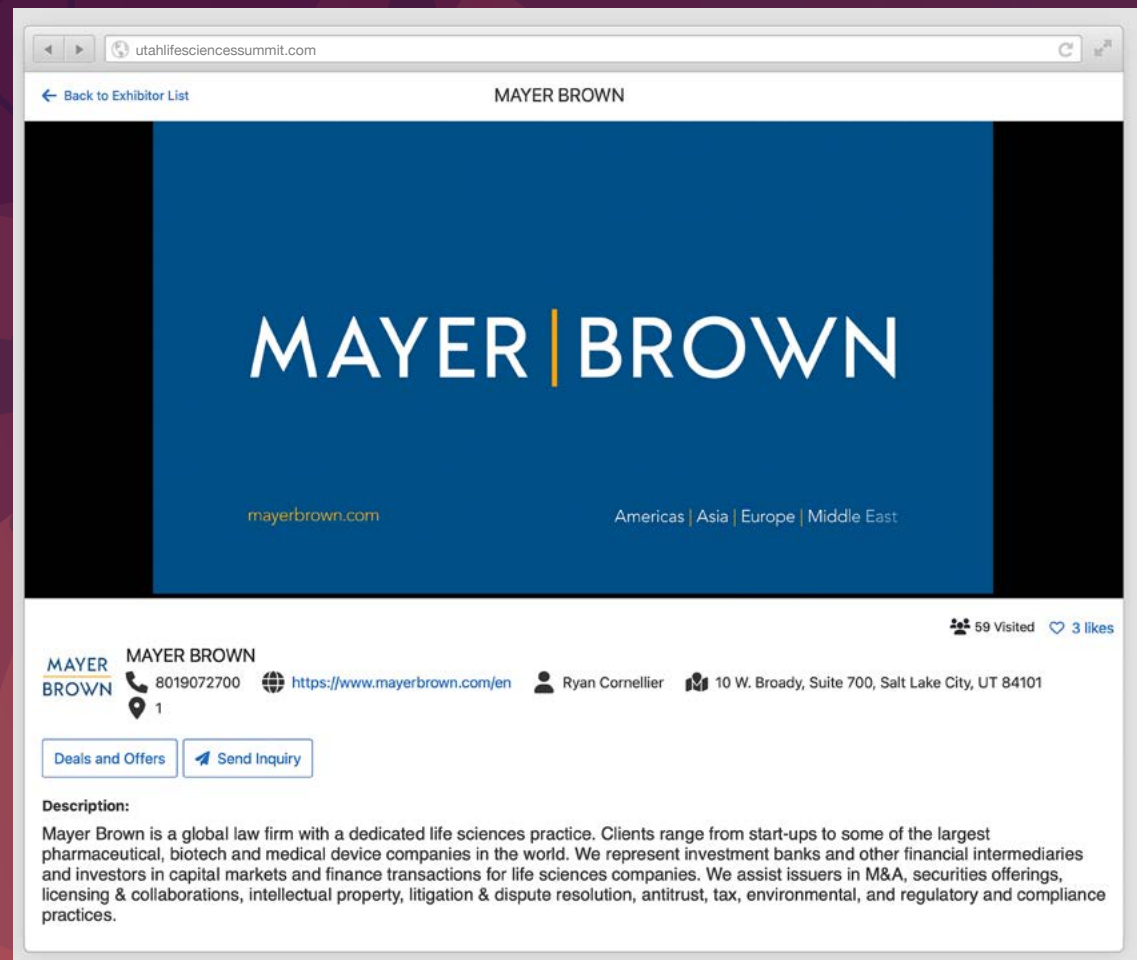 utahlifesciencessummit.com
Back to Exhibitor List
MAYER BROWN
MAYER|BROWN
mayerbrown.com
Americas | Asia | Europe | Middle East
59 Visited 3 likes
MAYER
BROWN
MAYER BROWN
8019072700 https://www.mayerbrown.com/en Ryan Cornellier 10 W. Broady, Suite 700, Salt Lake City, UT 84101
1
Deals and Offers Send Inquiry
Description:
Mayer Brown is a global law firm with a dedicated life sciences practice. Clients range from start-ups to some of the largest
pharmaceutical, biotech and medical device companies in the world. We represent investment banks and other financial intermediaries
and investors in capital markets and finance transactions for life sciences companies. We assist issuers in M&A, securities offerings,
licensing & collaborations, intellectual property, litigation & dispute resolution, antitrust, tax, environmental, and regulatory and compliance
practices.